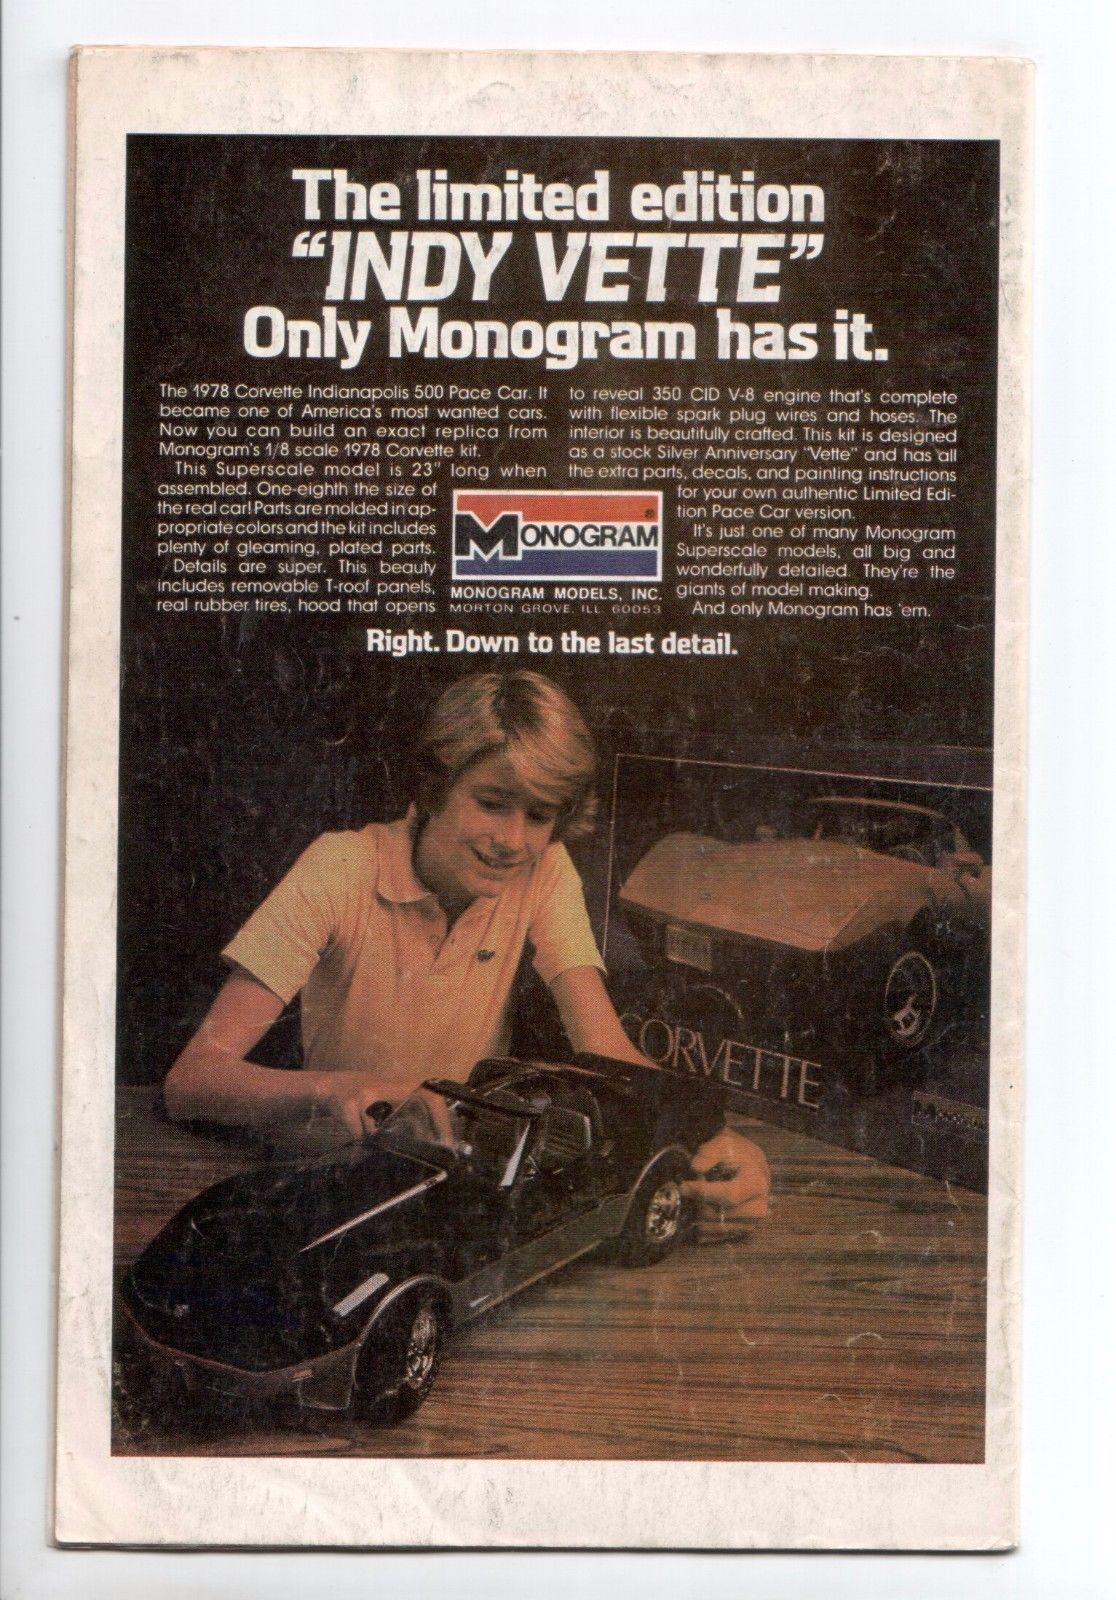 The limited edition
“INDY VETTE”
Only Monogram has it.
The 1978 Corvette Indianapolis 500 Pace Car. It
became one of America's most wanted cars.
Now you can build an exact replica from
Monogram's 1/8 scale 1978 Corvette kit.
This Superscale model is 23" long when
assembled. One-eighth the size of
the real car! Parts are molded in ap-
propriate colors and the kit includes
plenty of gleaming, plated parts.
Details are super. This beauty
includes removable T-roof panels,
real rubber tires, hood that opens
to reveal 350 CID V-8 engine that's complete
with flexible spark plug wires and hoses. The
interior is beautifully crafted. This kit is designed
as a stock Silver Anniversary "Vette" and has all
the extra parts, decals, and painting instructions
for your own authentic Limited Edi-
tion Pace Car version.
It's just one of many Monogram
Superscale models, all big and
wonderfully detailed. They're the
giants of model making.
And only Monogram has 'em.
MONOGRAM ®
MONOGRAM MODELS, INC.
MORTON GROVE, ILL 60053
Right. Down to the last detail.
CORVETTE
Monogram